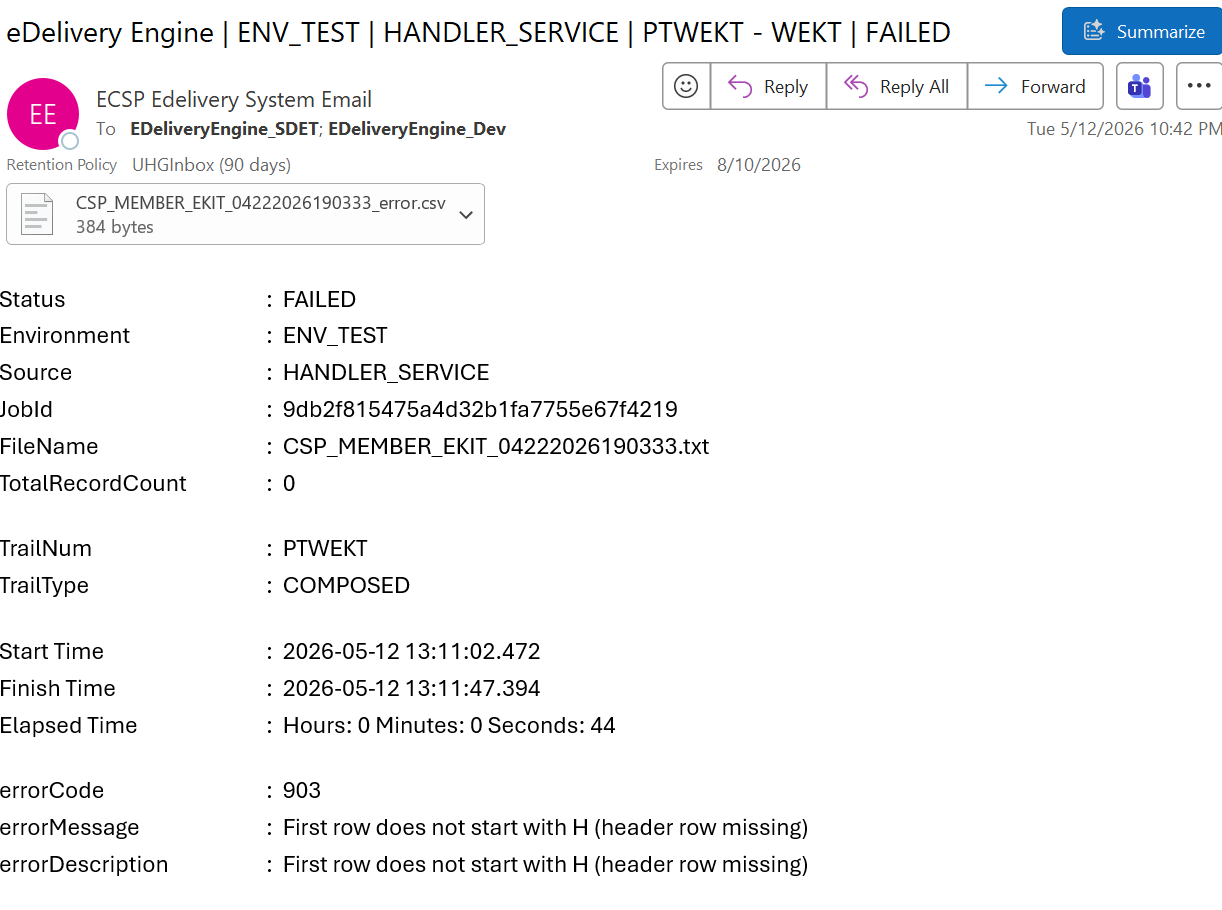 eDelivery Engine | ENV_TEST | HANDLER_SERVICE | PTWEKT - WEKT | FAILED
Summarize
EE
ECSP Edelivery System Email
Reply
Reply All
Forward
To EDeliveryEngine_SDET; EDeliveryEngine_Dev
Tue 5/12/2026 10:42 PM
Retention Policy UHGInbox (90 days)
Expires 8/10/2026
CSP_MEMBER_EKIT_04222026190333_error.csv
384 bytes
Status : FAILED
Environment : ENV_TEST
Source : HANDLER_SERVICE
JobId : 9db2f815475a4d32b1fa7755e67f4219
FileName : CSP_MEMBER_EKIT_04222026190333.txt
TotalRecordCount : 0
TrailNum : PTWEKT
TrailType : COMPOSED
Start Time : 2026-05-12 13:11:02.472
Finish Time : 2026-05-12 13:11:47.394
Elapsed Time : Hours: 0 Minutes: 0 Seconds: 44
errorCode : 903
errorMessage : First row does not start with H (header row missing)
errorDescription : First row does not start with H (header row missing)